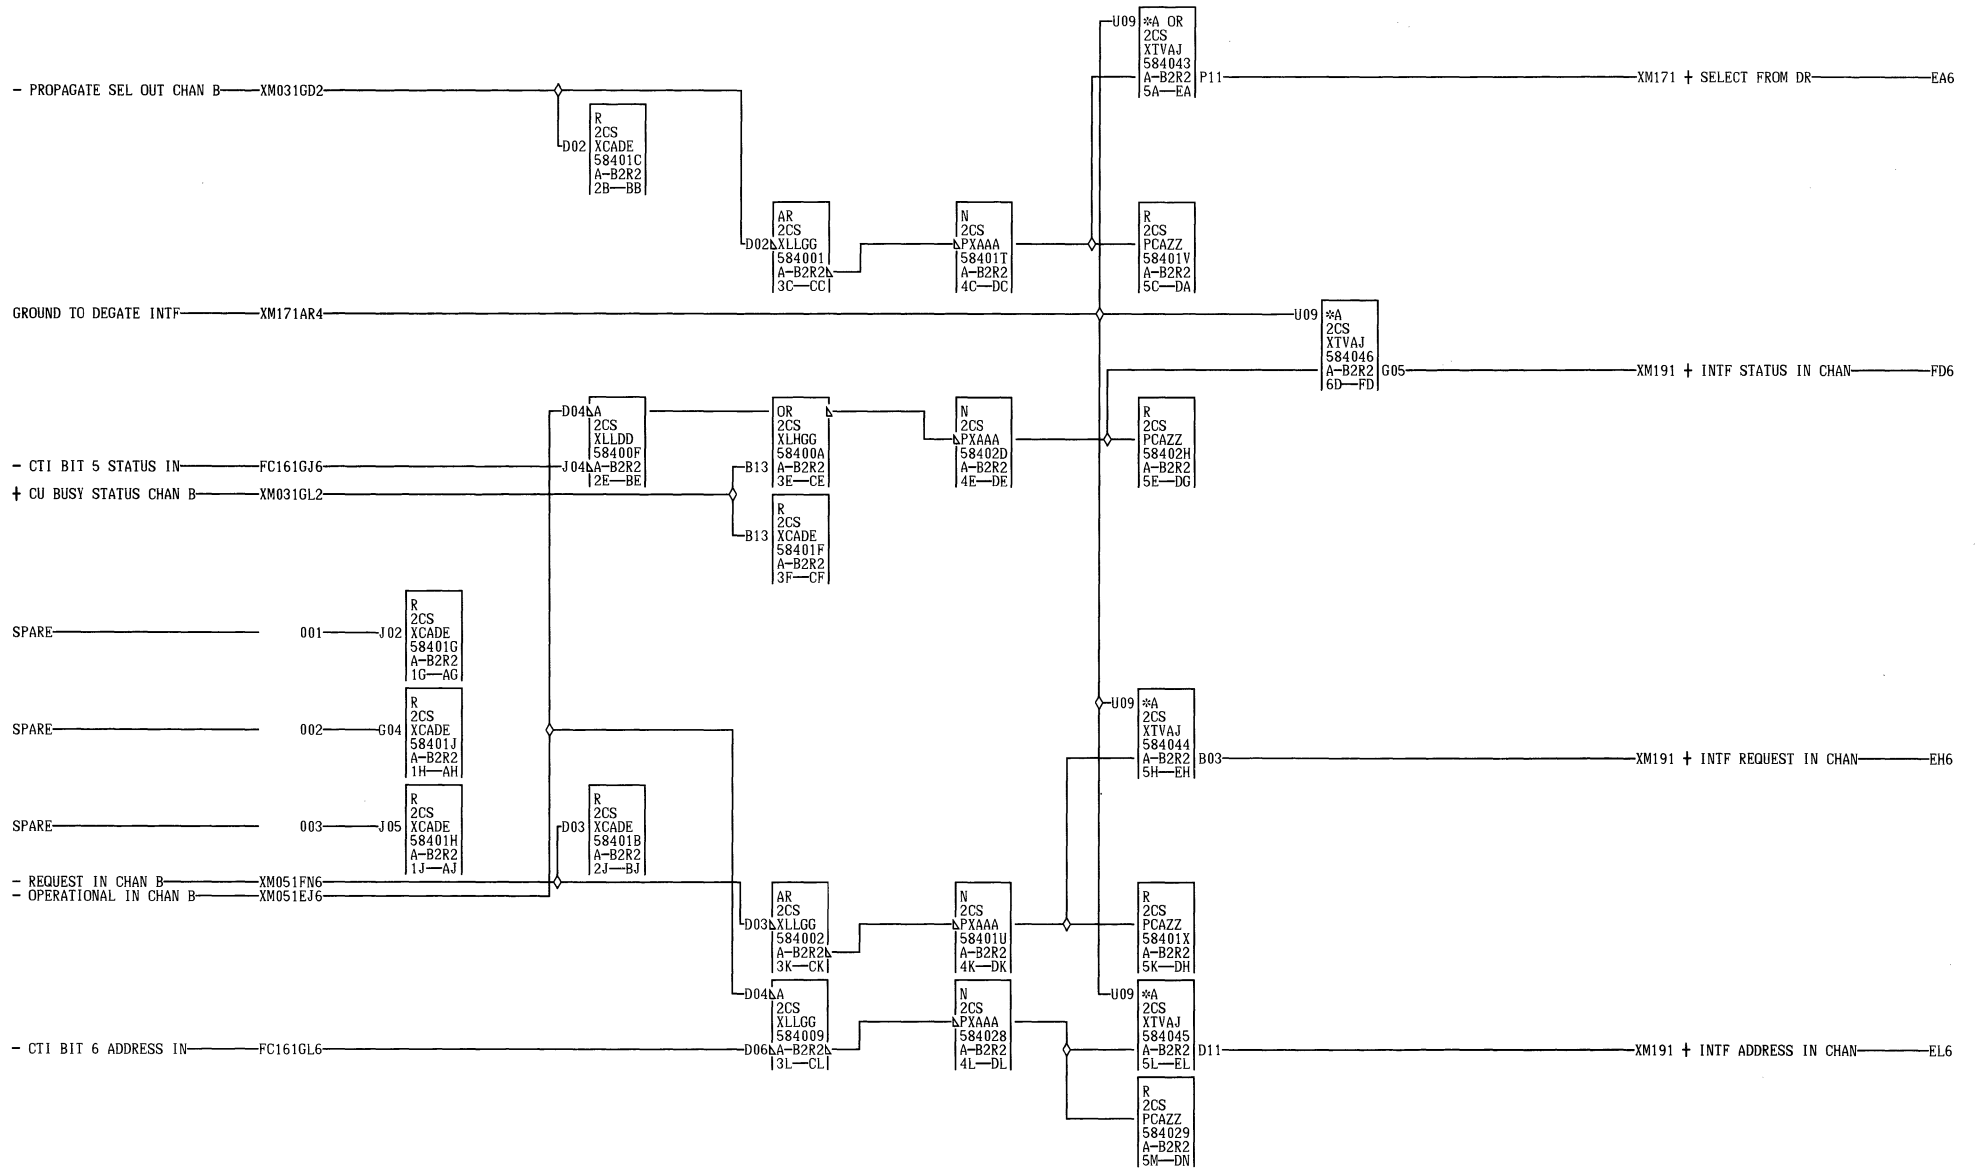 U09 *A OR
2CS
XTVAJ
584043
A-B2R2 P11 XM171 + SELECT FROM DR EA6
5A—EA
- PROPAGATE SEL OUT CHAN B XM031GD2
R
2CS
D02 XCADE
58401C
A-B2R2
2B—BB
AR
2CS
D02 XLLGG
584001
A-B2R2
3C—CC
N
2CS
PXAAA
58401T
A-B2R2
4C—DC
R
2CS
PCAZZ
58401V
A-B2R2
5C—DA
GROUND TO DEGATE INTF XM171AR4
U09 *A
2CS
XTVAJ
584046
A-B2R2 G05 XM191 + INTF STATUS IN CHAN FD6
6D—FD
D04 A
2CS
XLLDD
58400F
J04 A-B2R2
2E—BE
OR
2CS
XLHGG
58400A
B13 A-B2R2
3E—CE
N
2CS
PXAAA
58402D
A-B2R2
4E—DE
R
2CS
PCAZZ
58402H
A-B2R2
5E—DG
- CTI BIT 5 STATUS IN FC161GJ6
+ CU BUSY STATUS CHAN B XM031GL2
R
2CS
B13 XCADE
58401F
A-B2R2
3F—CF
R
2CS
SPARE 001 J02 XCADE
58401G
A-B2R2
1G—AG
R
2CS
SPARE 002 G04 XCADE
58401J
A-B2R2
1H—AH
U09 *A
2CS
XTVAJ
584044
A-B2R2 B03 XM191 + INTF REQUEST IN CHAN EH6
5H—EH
R
2CS
SPARE 003 J05 XCADE
58401H
A-B2R2
1J—AJ
R
2CS
D03 XCADE
58401B
A-B2R2
2J—BJ
- REQUEST IN CHAN B XM051FN6
- OPERATIONAL IN CHAN B XM051EJ6
AR
2CS
D03 XLLGG
584002
A-B2R2
3K—CK
N
2CS
PXAAA
58401U
A-B2R2
4K—DK
R
2CS
PCAZZ
58401X
A-B2R2
5K—DH
D04 A
2CS
XLLGG
584009
- CTI BIT 6 ADDRESS IN FC161GL6 D06 A-B2R2
3L—CL
N
2CS
PXAAA
584028
A-B2R2
4L—DL
U09 *A
2CS
XTVAJ
584045
A-B2R2 D11 XM191 + INTF ADDRESS IN CHAN EL6
5L—EL
R
2CS
PCAZZ
584029
A-B2R2
5M—DN